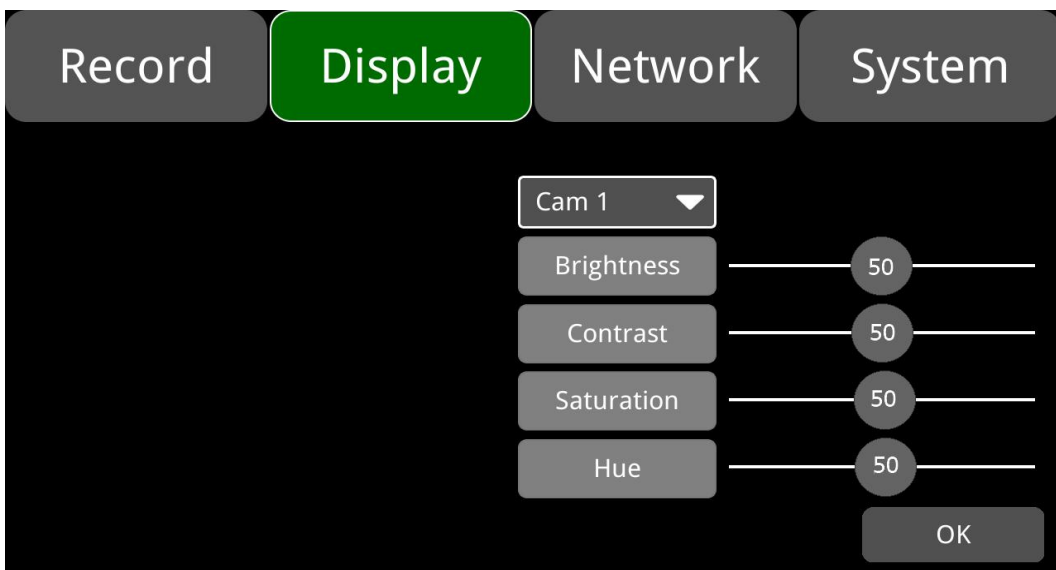 Record Display Network System
Cam 1
Brightness 50
Contrast 50
Saturation 50
Hue 50
OK